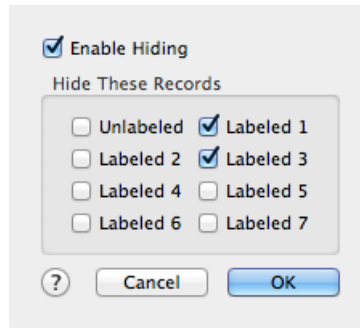 Enable Hiding
Hide These Records
Unlabeled Labeled 1
Labeled 2 Labeled 3
Labeled 4 Labeled 5
Labeled 6 Labeled 7
? Cancel OK